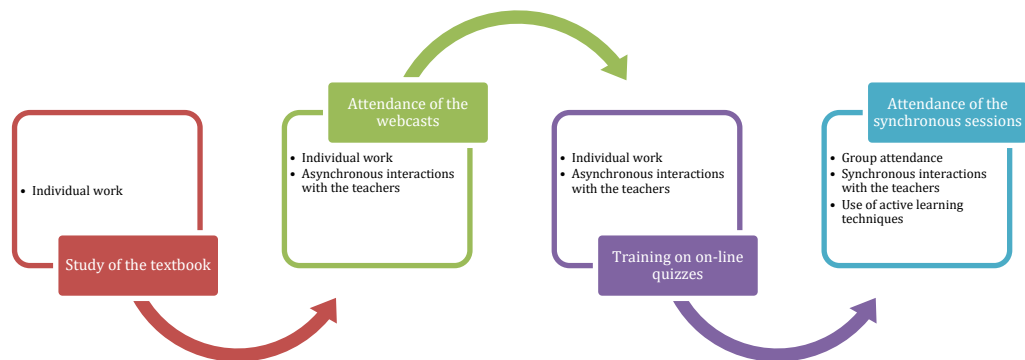 • Individual work
Study of the textbook
Attendance of the
webcasts
• Individual work
• Asynchronous interactions
with the teachers
• Individual work
• Asynchronous interactions
with the teachers
Training on on-line
quizzes
Attendance of the
synchronous sessions
• Group attendance
• Synchronous interactions
with the teachers
• Use of active learning
techniques